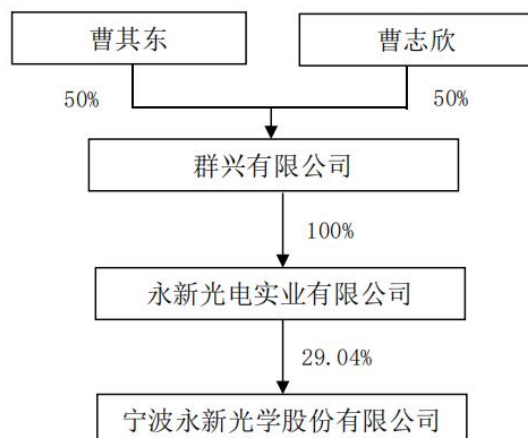 曹其东
曹志欣
50%
50%
群兴有限公司
100%
永新光电实业有限公司
29.04%
宁波永新光学股份有限公司